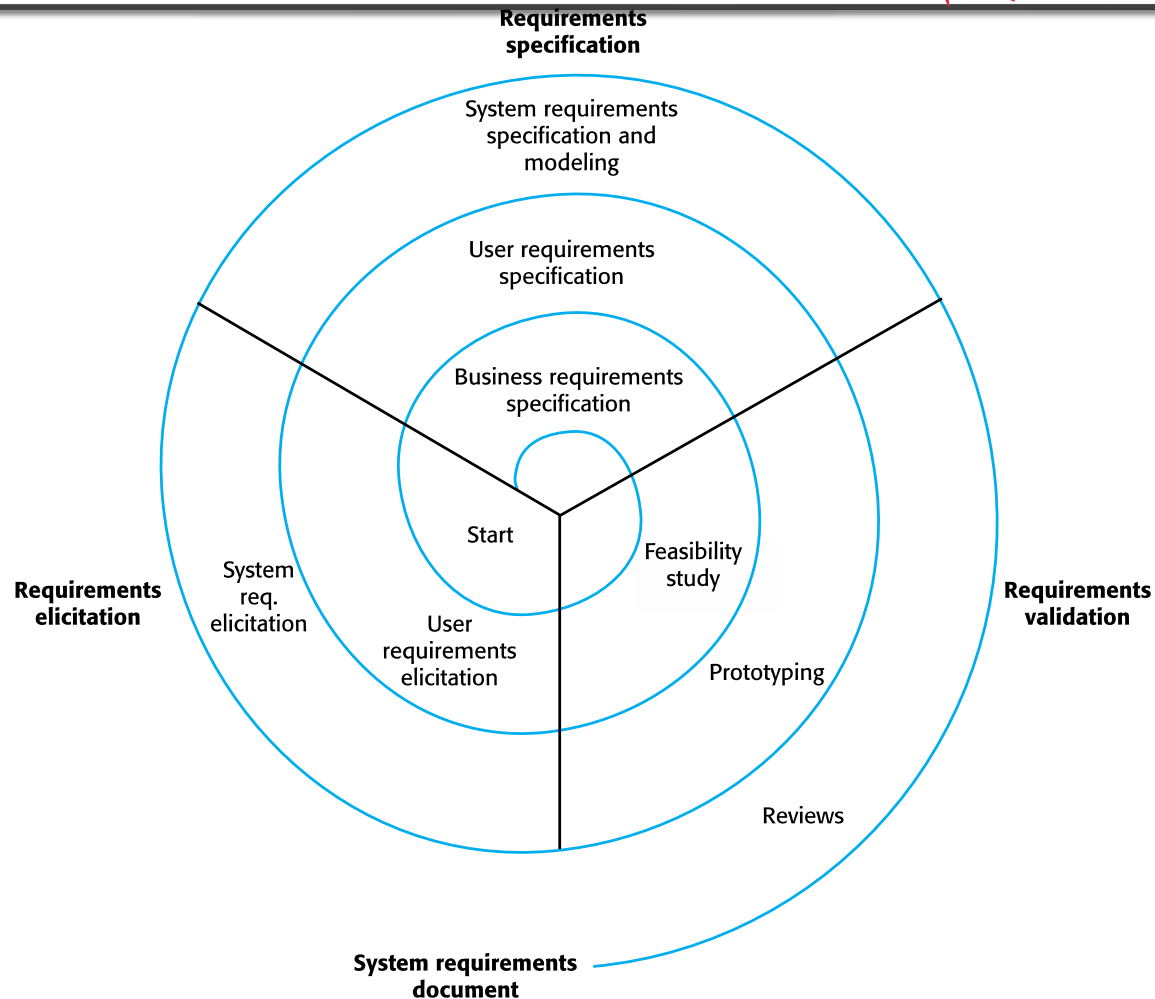 Requirements
specification
System requirements
specification and
modeling
User requirements
specification
Business requirements
specification
Start
Feasibility
study
System
req.
elicitation
Requirements
elicitation
Requirements
validation
User
requirements
elicitation
Prototyping
Reviews
System requirements
document